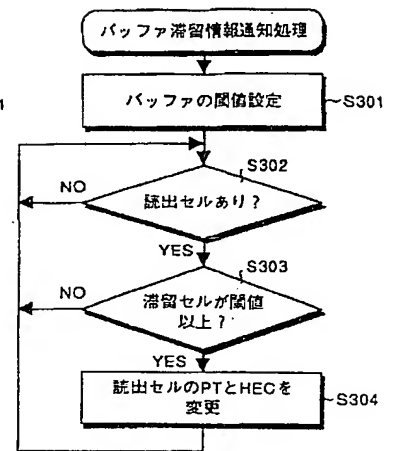 バッファ滞留情報通知処理
バッファの閾値設定
S301
S302
NO
読出セルあり?
YES
S303
NO
滞留セルが閾値
以上?
YES
読出セルのPTとHECを
変更
S304